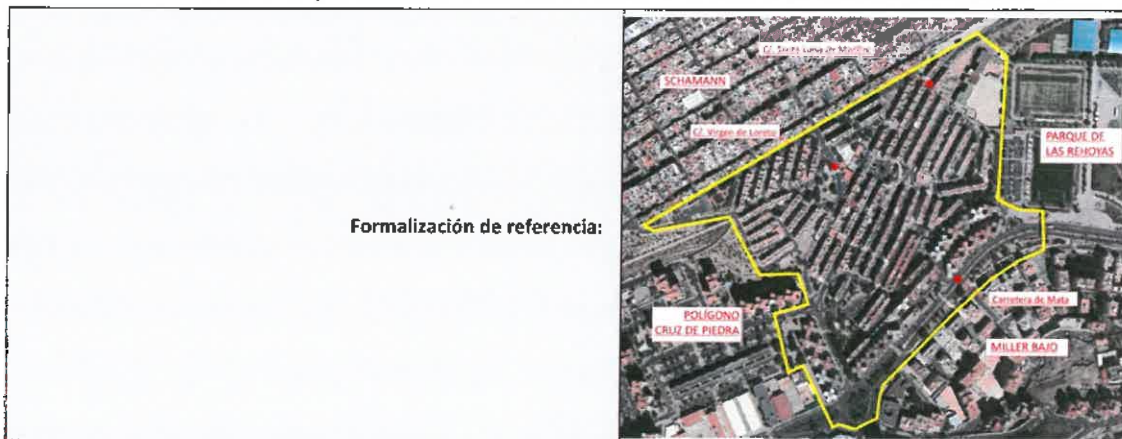 C/. Santa Luisa de Marillac
SCHAMANN
C/. Virgen de Loreto
PARQUE DE
LAS REHOYAS
Formalización de referencia:
POLÍGONO
CRUZ DE PIEDRA
Carretera de Mata
MILLER BAJO